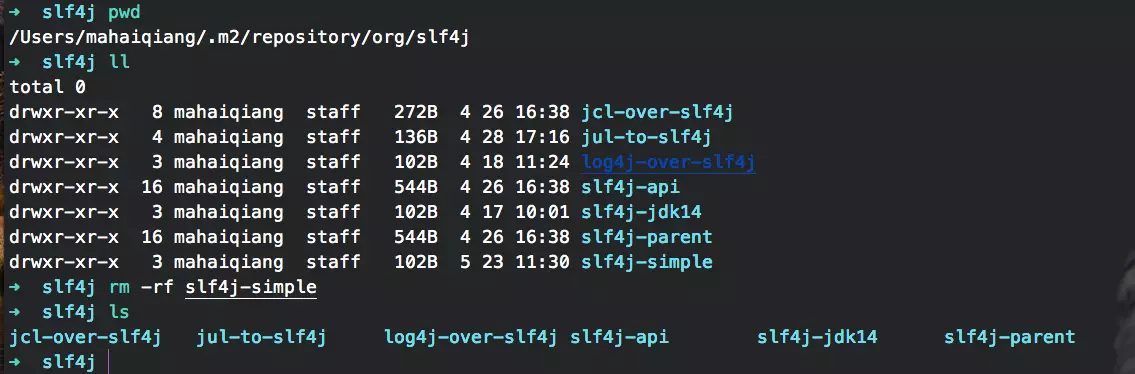 ➜  slf4j pwd
/Users/mahaiqiang/.m2/repository/org/slf4j
➜  slf4j ll
total 0
drwxr-xr-x   8 mahaiqiang  staff   272B  4 26 16:38 jcl-over-slf4j
drwxr-xr-x   4 mahaiqiang  staff   136B  4 28 17:16 jul-to-slf4j
drwxr-xr-x   3 mahaiqiang  staff   102B  4 18 11:24 log4j-over-slf4j
drwxr-xr-x  16 mahaiqiang  staff   544B  4 26 16:38 slf4j-api
drwxr-xr-x   3 mahaiqiang  staff   102B  4 17 10:01 slf4j-jdk14
drwxr-xr-x  16 mahaiqiang  staff   544B  4 26 16:38 slf4j-parent
drwxr-xr-x   3 mahaiqiang  staff   102B  5 23 11:30 slf4j-simple
➜  slf4j rm -rf slf4j-simple
➜  slf4j ls
jcl-over-slf4j   jul-to-slf4j     log4j-over-slf4j slf4j-api        slf4j-jdk14      slf4j-parent
➜  slf4j